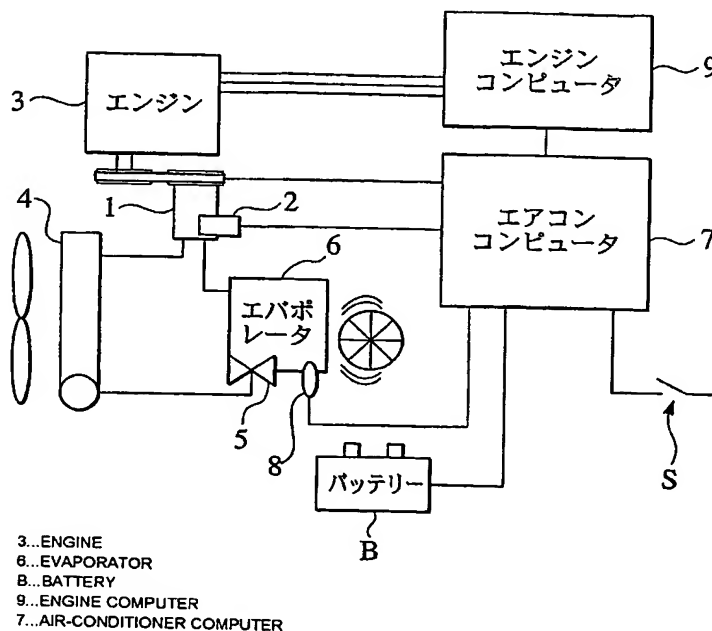 エンジン
コンピュータ
9
3
エンジン
1
2
エアコン
コンピュータ
7
4
6
エバポ
レータ
5
8
S
バッテリー
B
3...ENGINE
6...EVAPORATOR
B...BATTERY
9...ENGINE COMPUTER
7...AIR-CONDITIONER COMPUTER